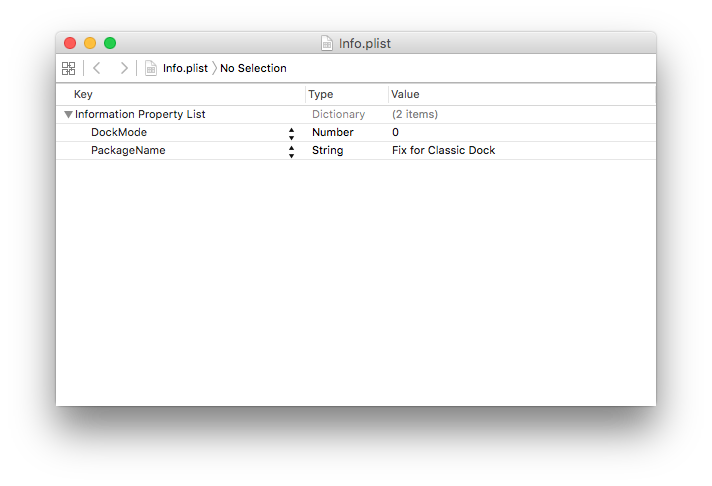 Info.plist
Info.plist No Selection
Key Type Value
Information Property List Dictionary (2 items)
DockMode Number 0
PackageName String Fix for Classic Dock